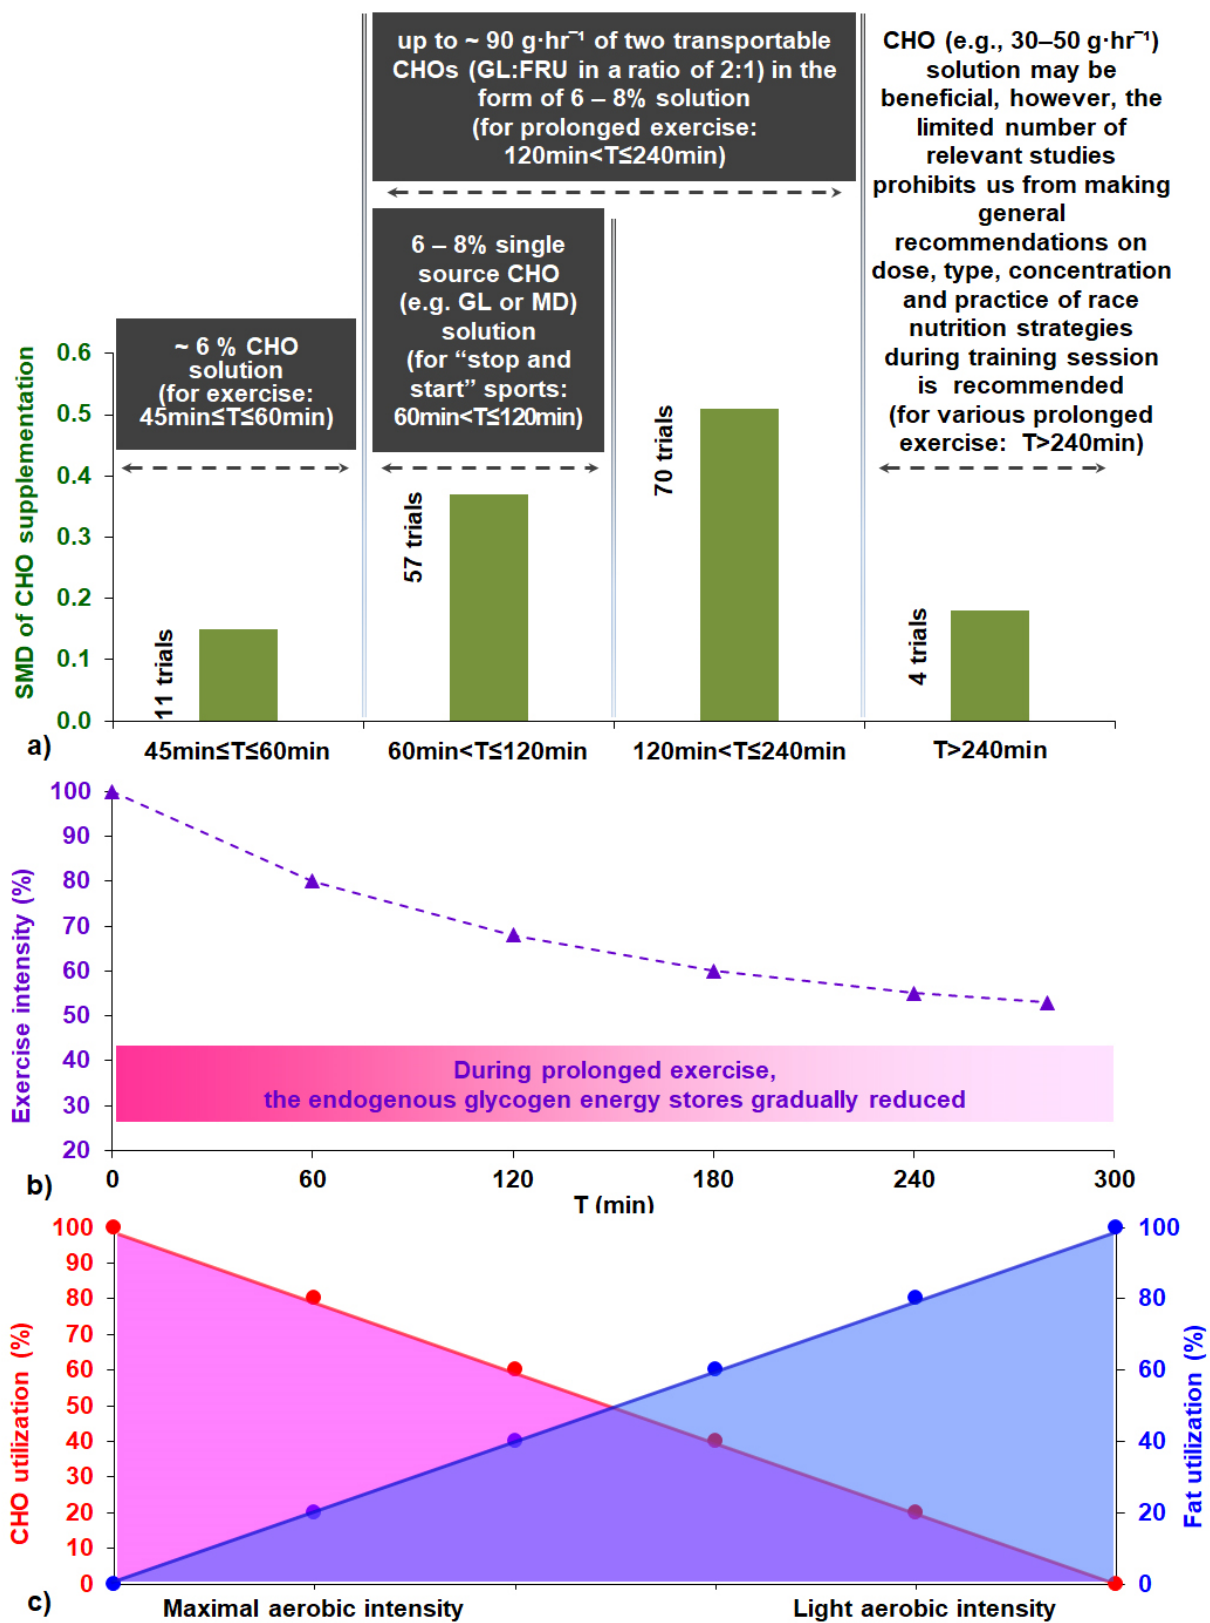 up to ~ 90 g·hr⁻¹ of two transportable
CHOs (GL:FRU in a ratio of 2:1) in the
form of 6 – 8% solution
(for prolonged exercise:
120min<T≤240min)
CHO (e.g., 30–50 g·hr⁻¹)
solution may be
beneficial, however, the
limited number of
relevant studies
prohibits us from making
general
recommendations on
dose, type, concentration
and practice of race
nutrition strategies
during training session
is recommended
(for various prolonged
exercise: T>240min)
6 – 8% single
source CHO
(e.g. GL or MD)
solution
(for “stop and
start” sports:
60min<T≤120min)
~ 6 % CHO
solution
(for exercise:
45min≤T≤60min)
SMD of CHO supplementation
0.6
0.5
0.4
0.3
0.2
0.1
0.0
11 trials
57 trials
70 trials
4 trials
a)
45min≤T≤60min
60min<T≤120min
120min<T≤240min
T>240min
Exercise intensity (%)
100
90
80
70
60
50
40
30
20
During prolonged exercise,
the endogenous glycogen energy stores gradually reduced
0
60
120
180
240
300
b)
T (min)
CHO utilization (%)
100
90
80
70
60
50
40
30
20
10
0
Fat utilization (%)
100
80
60
40
20
0
c)
Maximal aerobic intensity
Light aerobic intensity